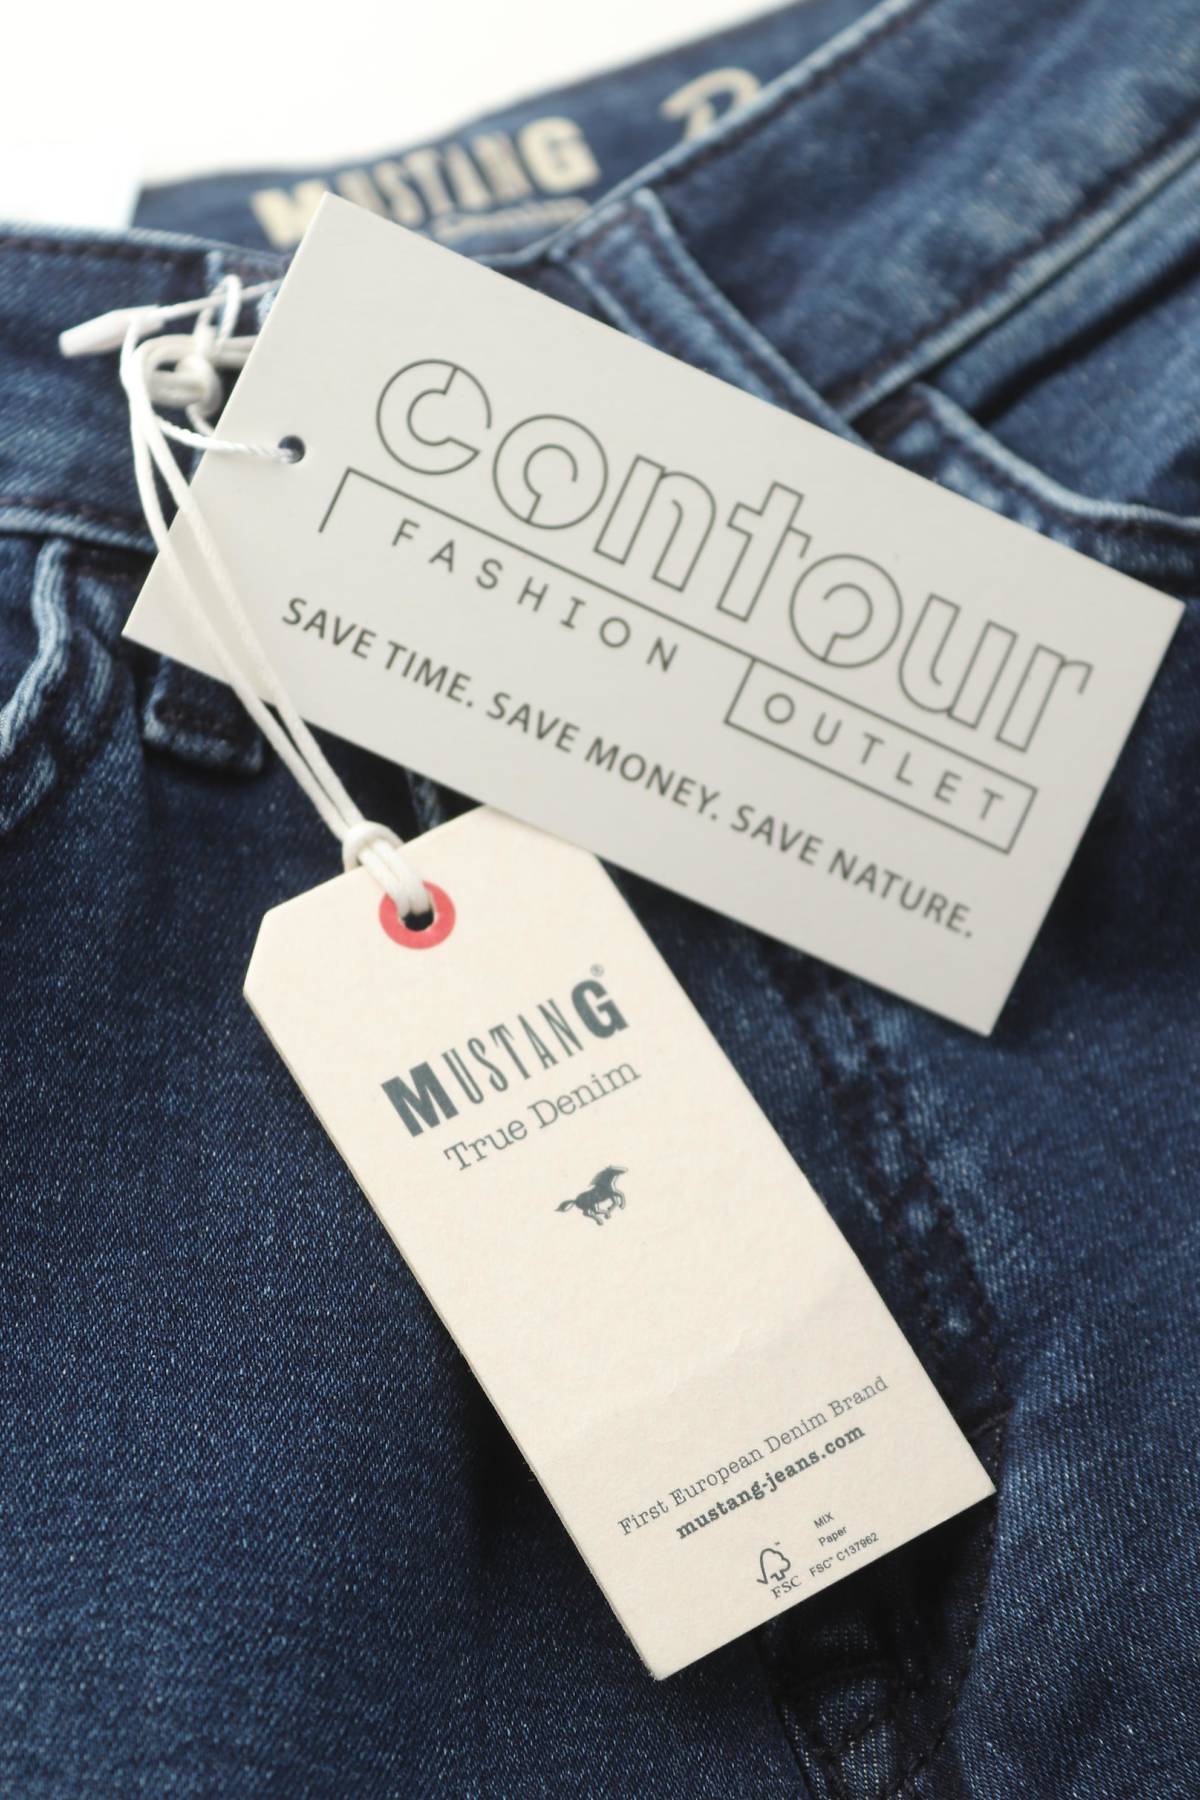 MUSTANG
contour
FASHION
OUTLET
SAVE TIME. SAVE MONEY. SAVE NATURE.
MUSTANG®
True Denim
First European Denim Brand
mustang-jeans.com
FSC
MIX
Paper
FSC® C137962